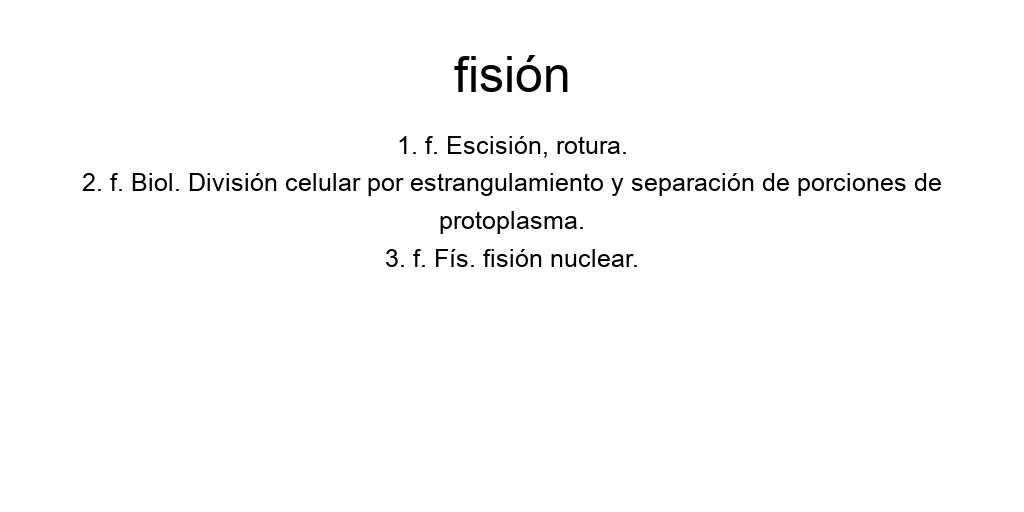 fisión
1. f. Escisión, rotura.
2. f. Biol. División celular por estrangulamiento y separación de porciones de
protoplasma.
3. f. Fís. fisión nuclear.